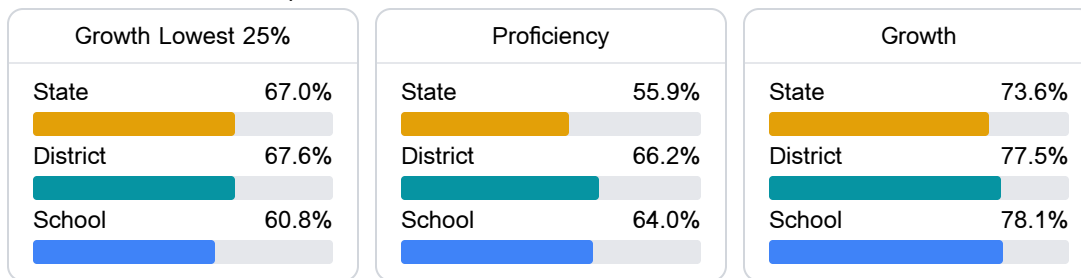 Growth Lowest 25%
State 67.0%
District 67.6%
School 60.8%
Proficiency
State 55.9%
District 66.2%
School 64.0%
Growth
State 73.6%
District 77.5%
School 78.1%